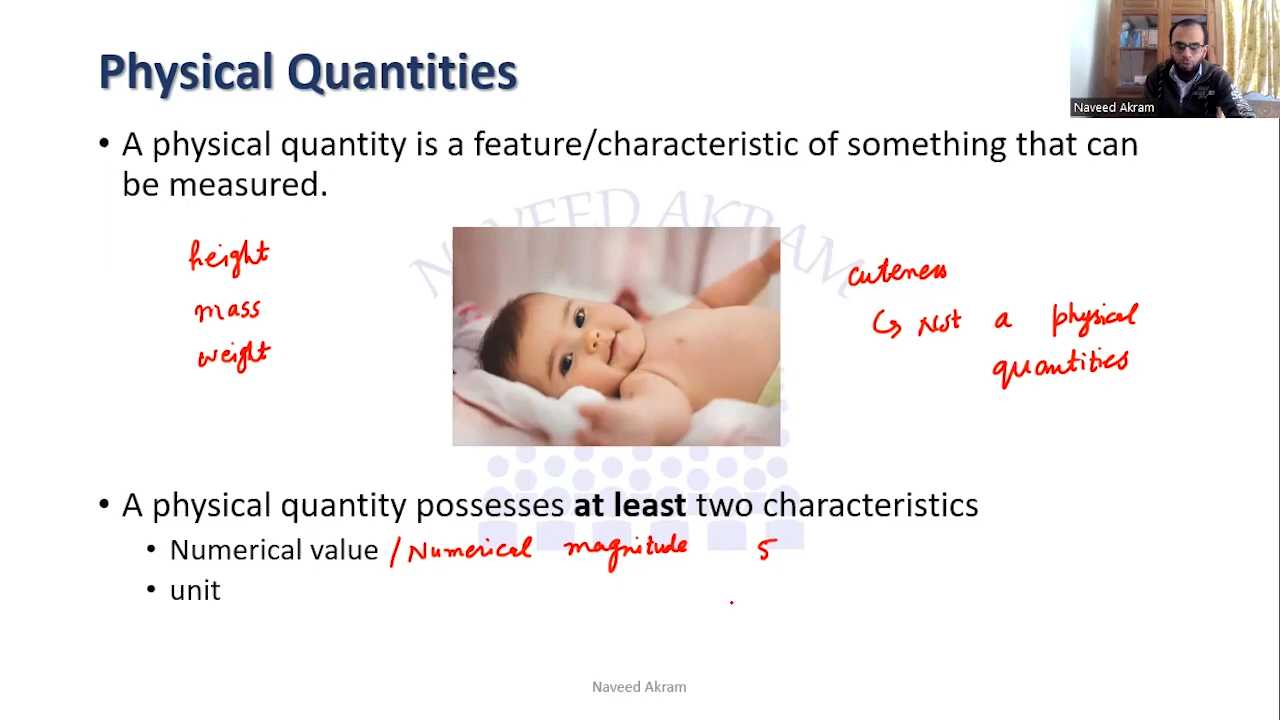 Physical Quantities
Naveed Akram
• A physical quantity is a feature/characteristic of something that can
be measured.
NAVEED AKRAM
height
mass
weight
cuteness
↳ Not a physical
quantities
• A physical quantity possesses at least two characteristics
• Numerical value / Numerical magnitude 5
• unit
Naveed Akram